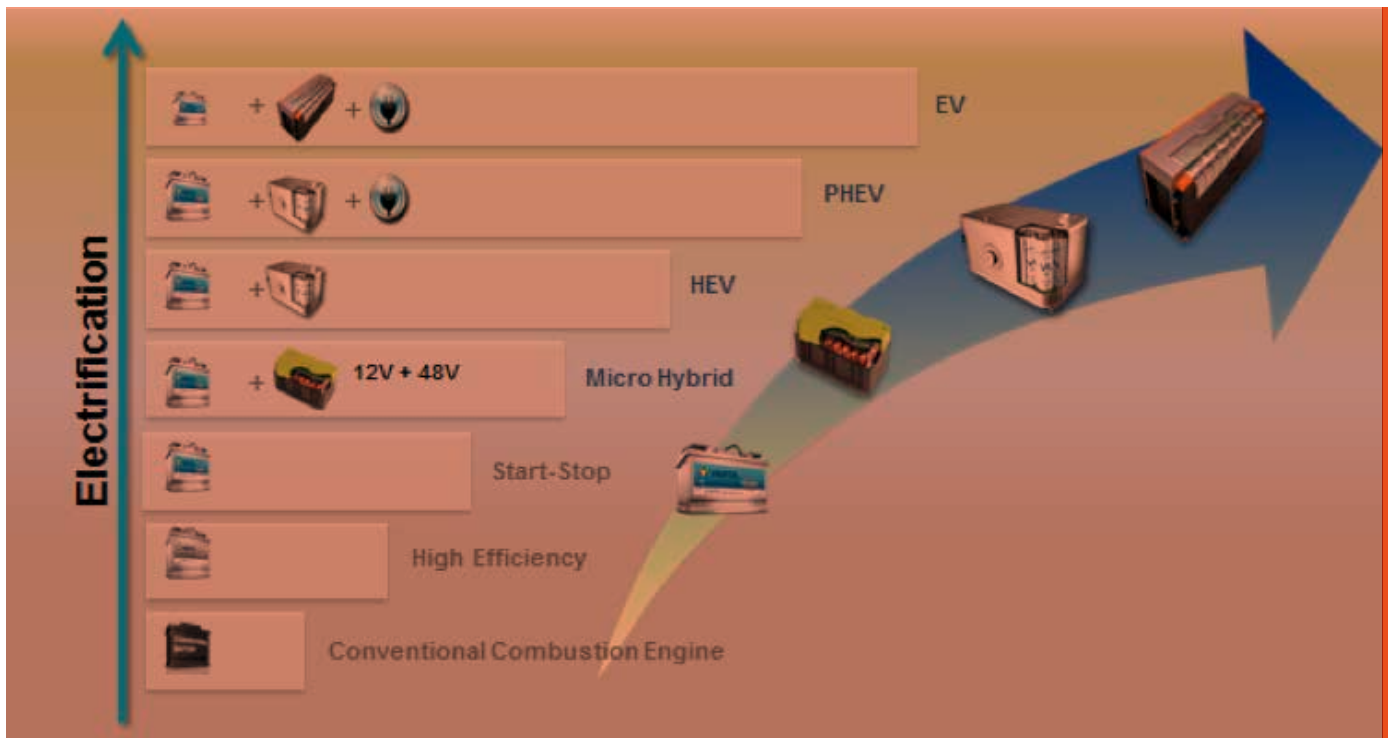 Electrification
+ + EV
+ + PHEV
+ HEV
+ 12V + 48V Micro Hybrid
Start-Stop
High Efficiency
Conventional Combustion Engine